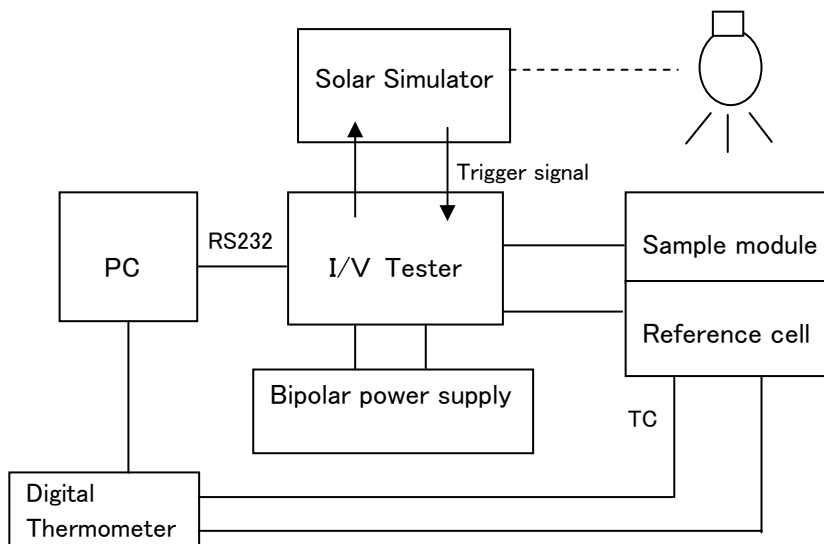 Solar Simulator
Trigger signal
PC
RS232
I/V Tester
Sample module
Reference cell
Bipolar power supply
TC
Digital
Thermometer